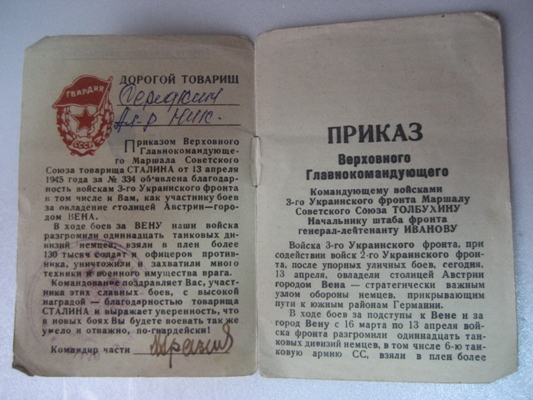 ГВАРДИЯ
СССР
ДОРОГОЙ ТОВАРИЩ
Середкин
Приказом Верховного
Главнокомандующе-
го Маршала Советского
Союза товарища СТАЛИНА от 13 апреля
1945 года за № 334 объявлена благодар-
ность войскам 3-го Украинского фронта
в том числе и Вам, как участнику боев
за овладение столицей Австрии—горо-
дом ВЕНА.
В ходе боев за ВЕНУ наши войска
разгромили одиннадцать танковых ди-
визий немцев, взяли в плен более
130 тысяч солдат и офицеров против-
ника, уничтожили и захватили много
техники и военного имущества врага.
Командование поздравляет Вас, участ-
ника этих славных боев, с высокой
наградой — благодарностью товарища
СТАЛИНА и выражает уверенность, что
в новых боях Вы будете воевать так же
умело и отважно, по-гвардейски!
Командир части
ПРИКАЗ
Верховного
Главнокомандующего
Командующему войсками
3-го Украинского фронта Маршалу
Советского Союза ТОЛБУХИНУ
Начальнику штаба фронта
генерал-лейтенанту ИВАНОВУ
Войска 3-го Украинского фронта, при
содействии войск 2-го Украинского фрон-
та, после упорных уличных боев, сегодня,
13 апреля, овладели столицей Австрии
городом Вена — стратегически важным
узлом обороны немцев, прикрывающим
пути к южным районам Германии.
В ходе боев за подступы к Вене и за
город Вену с 16 марта по 13 апреля вой-
ска фронта разгромили одиннадцать тан-
ковых дивизий немцев, в том числе 6-ю тан-
ковую армию СС, взяли в плен более